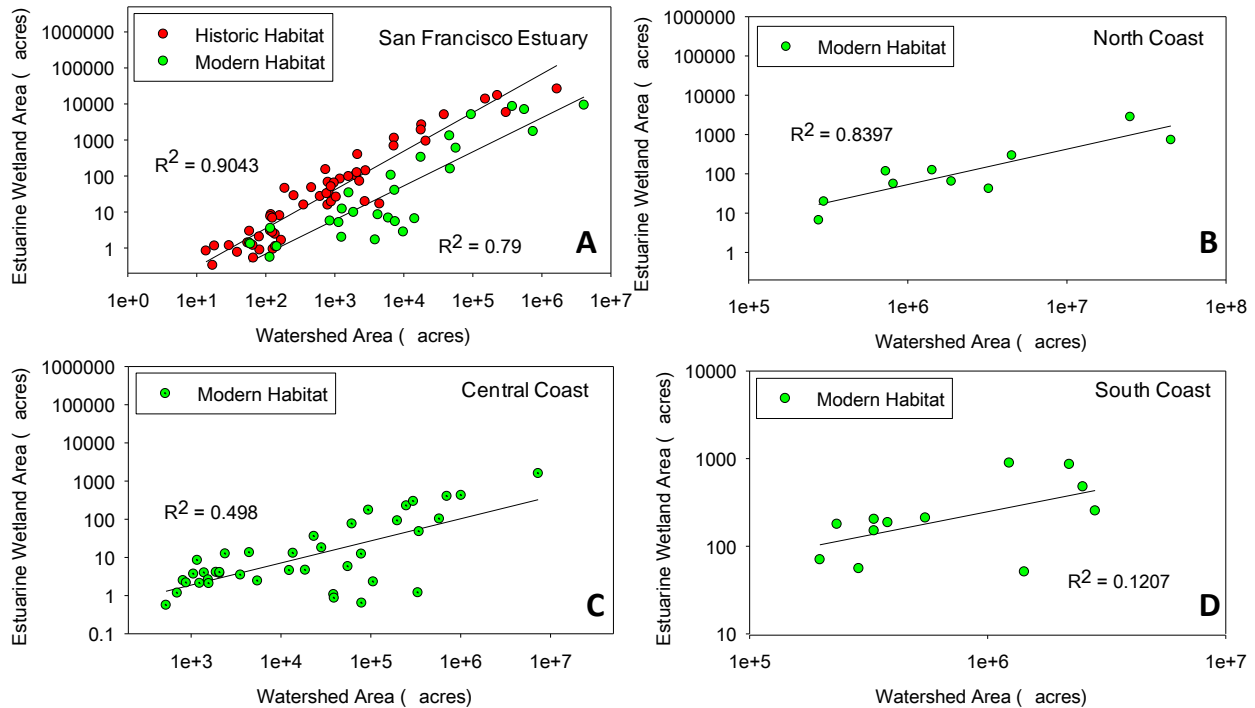 Estuarine Wetland Area ( acres)
1000000
100000
10000
1000
100
10
1
Historic Habitat
Modern Habitat
San Francisco Estuary
R2 = 0.9043
R2 = 0.79
A
1e+0 1e+1 1e+2 1e+3 1e+4 1e+5 1e+6 1e+7
Watershed Area ( acres)
Estuarine Wetland Area ( acres)
1000000
100000
10000
1000
100
10
1
Modern Habitat
North Coast
R2 = 0.8397
B
1e+5 1e+6 1e+7 1e+8
Watershed Area ( acres)
Estuarine Wetland Area ( acres)
1000000
100000
10000
1000
100
10
1
0.1
Modern Habitat
Central Coast
R2 = 0.498
C
1e+3 1e+4 1e+5 1e+6 1e+7
Watershed Area ( acres)
Estuarine Wetland Area ( acres)
10000
1000
100
10
Modern Habitat
South Coast
R2 = 0.1207
D
1e+5 1e+6 1e+7
Watershed Area ( acres)